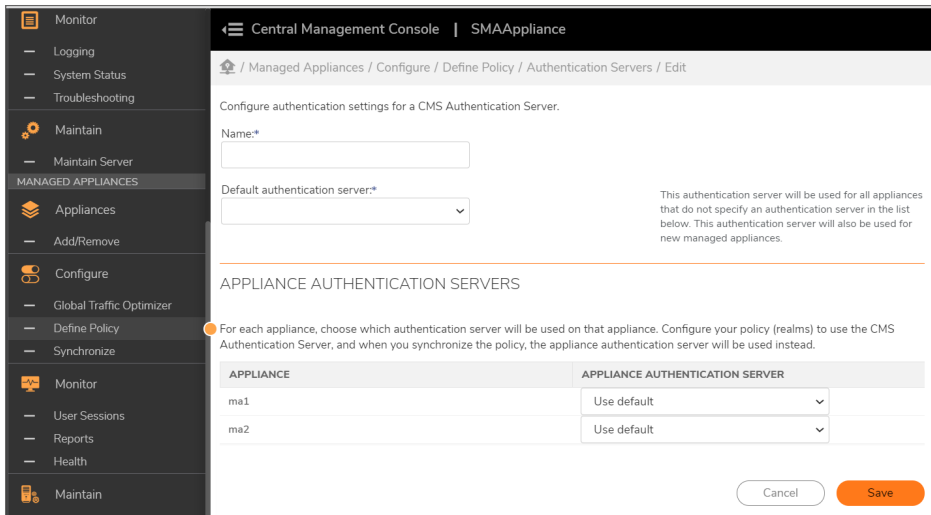 Monitor
Logging
System Status
Troubleshooting
Maintain
Maintain Server
MANAGED APPLIANCES
Appliances
Add/Remove
Configure
Global Traffic Optimizer
Define Policy
Synchronize
Monitor
User Sessions
Reports
Health
Maintain
Central Management Console | SMAAppliance
/ Managed Appliances / Configure / Define Policy / Authentication Servers / Edit
Configure authentication settings for a CMS Authentication Server.
Name:*
Default authentication server:*
This authentication server will be used for all appliances
that do not specify an authentication server in the list
below. This authentication server will also be used for
new managed appliances.
APPLIANCE AUTHENTICATION SERVERS
For each appliance, choose which authentication server will be used on that appliance. Configure your policy (realms) to use the CMS
Authentication Server, and when you synchronize the policy, the appliance authentication server will be used instead.
APPLIANCE APPLIANCE AUTHENTICATION SERVER
ma1 Use default
ma2 Use default
Cancel Save